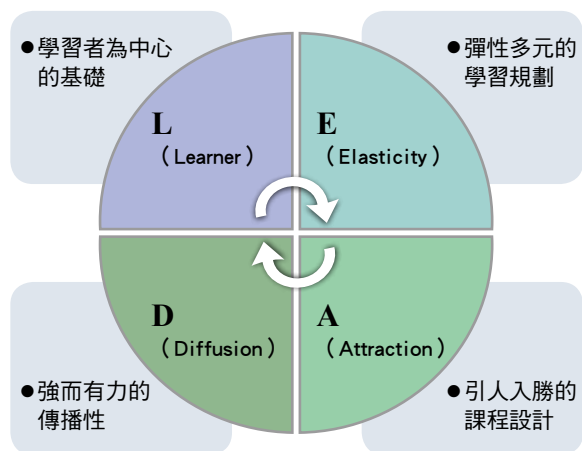 ●學習者為中心
的基礎
L
（Learner）
●彈性多元的
學習規劃
E
（Elasticity）
D
（Diffusion）
●強而有力的
傳播性
A
（Attraction）
●引人入勝的
課程設計